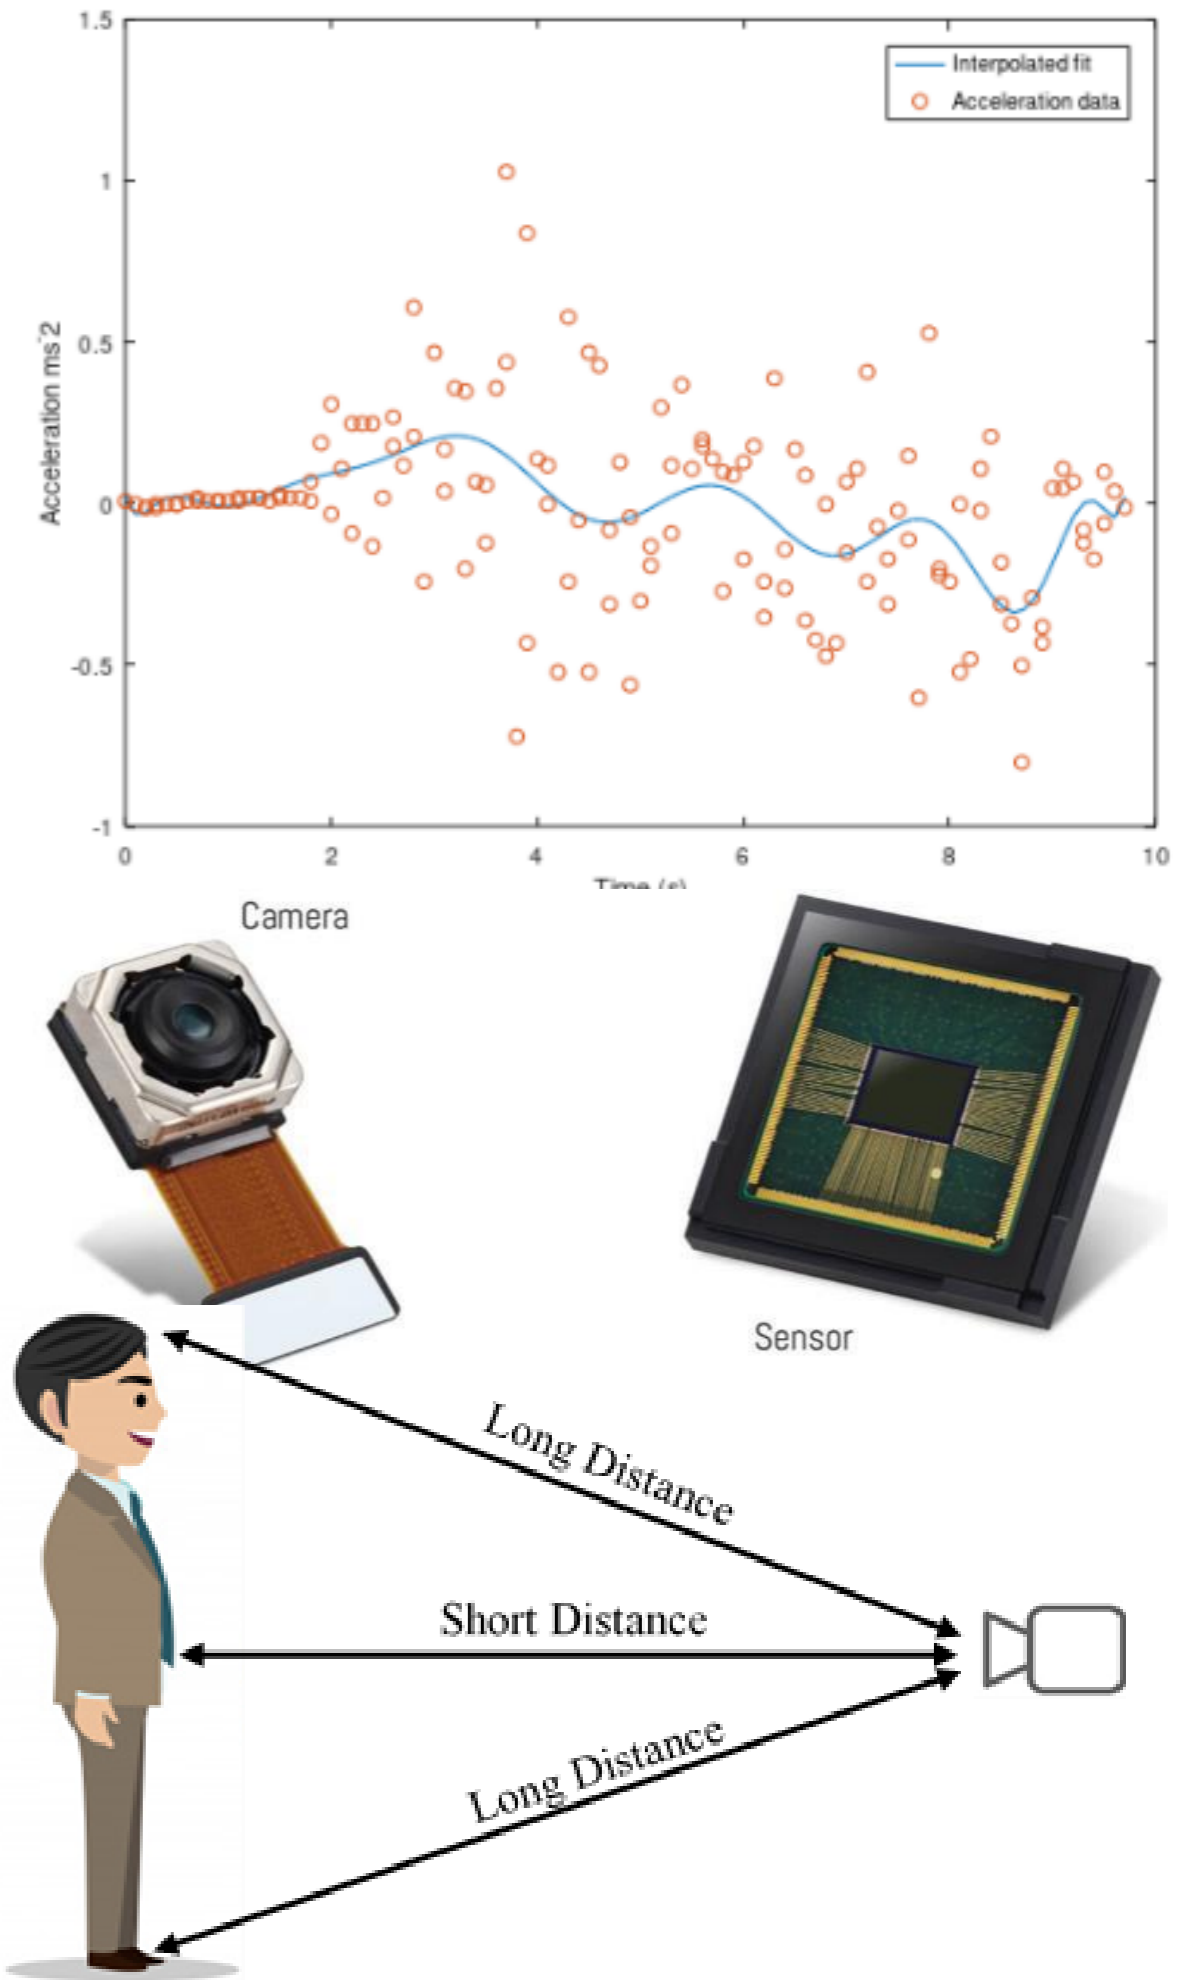 1.5
Interpolated fit
Acceleration data
1
0.5
Acceleration ms^-2
0
-0.5
-1
0 2 4 6 8 10
Time (s)
Camera
Sensor
Long Distance
Short Distance
Long Distance